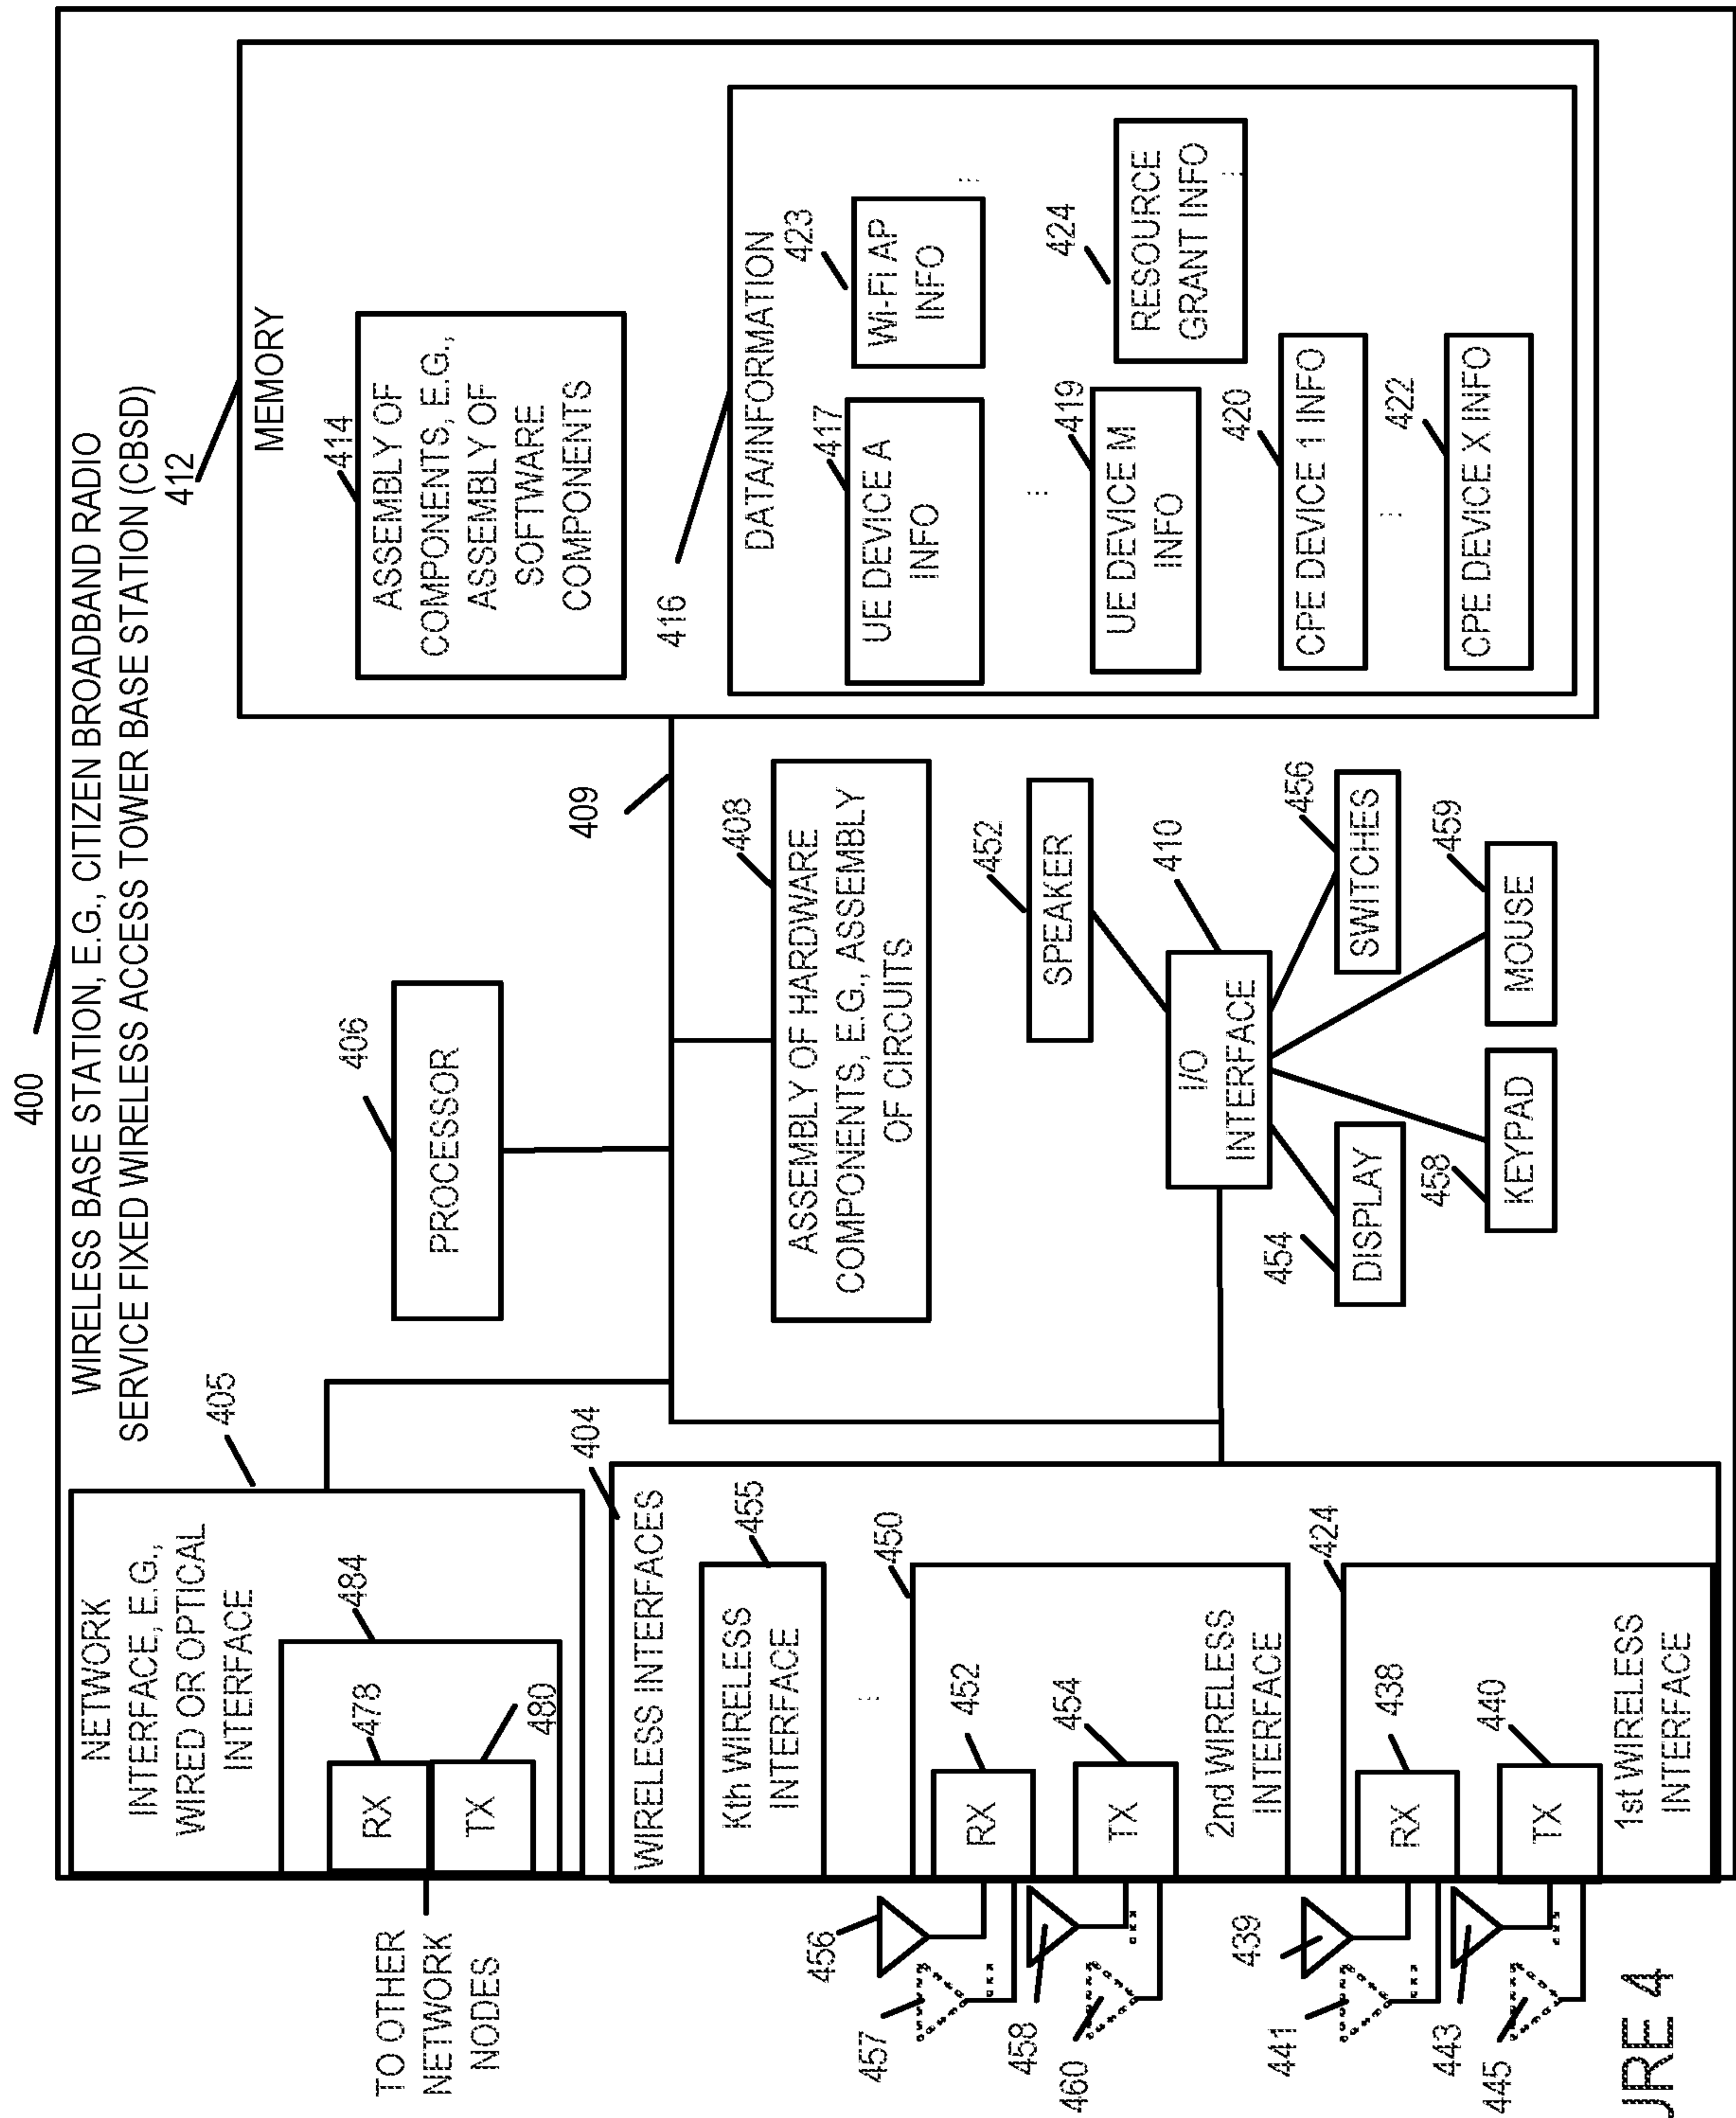 400
WIRELESS BASE STATION, E.G., CITIZEN BROADBAND RADIO
SERVICE FIXED WIRELESS ACCESS TOWER BASE STATION (CBSD)
NETWORK
INTERFACE, E.G.,
WIRED OR OPTICAL
INTERFACE
405
484
478
RX
TX
480
TO OTHER
NETWORK
NODES
406
PROCESSOR
412
MEMORY
414
ASSEMBLY OF
COMPONENTS, E.G.,
ASSEMBLY OF
SOFTWARE
COMPONENTS
409
408
ASSEMBLY OF HARDWARE
COMPONENTS, E.G., ASSEMBLY
OF CIRCUITS
416
DATA/INFORMATION
417
UE DEVICE A
INFO
423
WI-FI AP
INFO
419
UE DEVICE M
INFO
424
RESOURCE
GRANT INFO
420
CPE DEVICE 1 INFO
422
CPE DEVICE X INFO
404
WIRELESS INTERFACES
455
Kth WIRELESS
INTERFACE
450
452
RX
454
TX
2nd WIRELESS
INTERFACE
456
457
458
460
424
438
RX
440
TX
1st WIRELESS
INTERFACE
439
441
443
445
452
SPEAKER
410
I/O
INTERFACE
456
SWITCHES
454
DISPLAY
458
KEYPAD
459
MOUSE
JRE 4